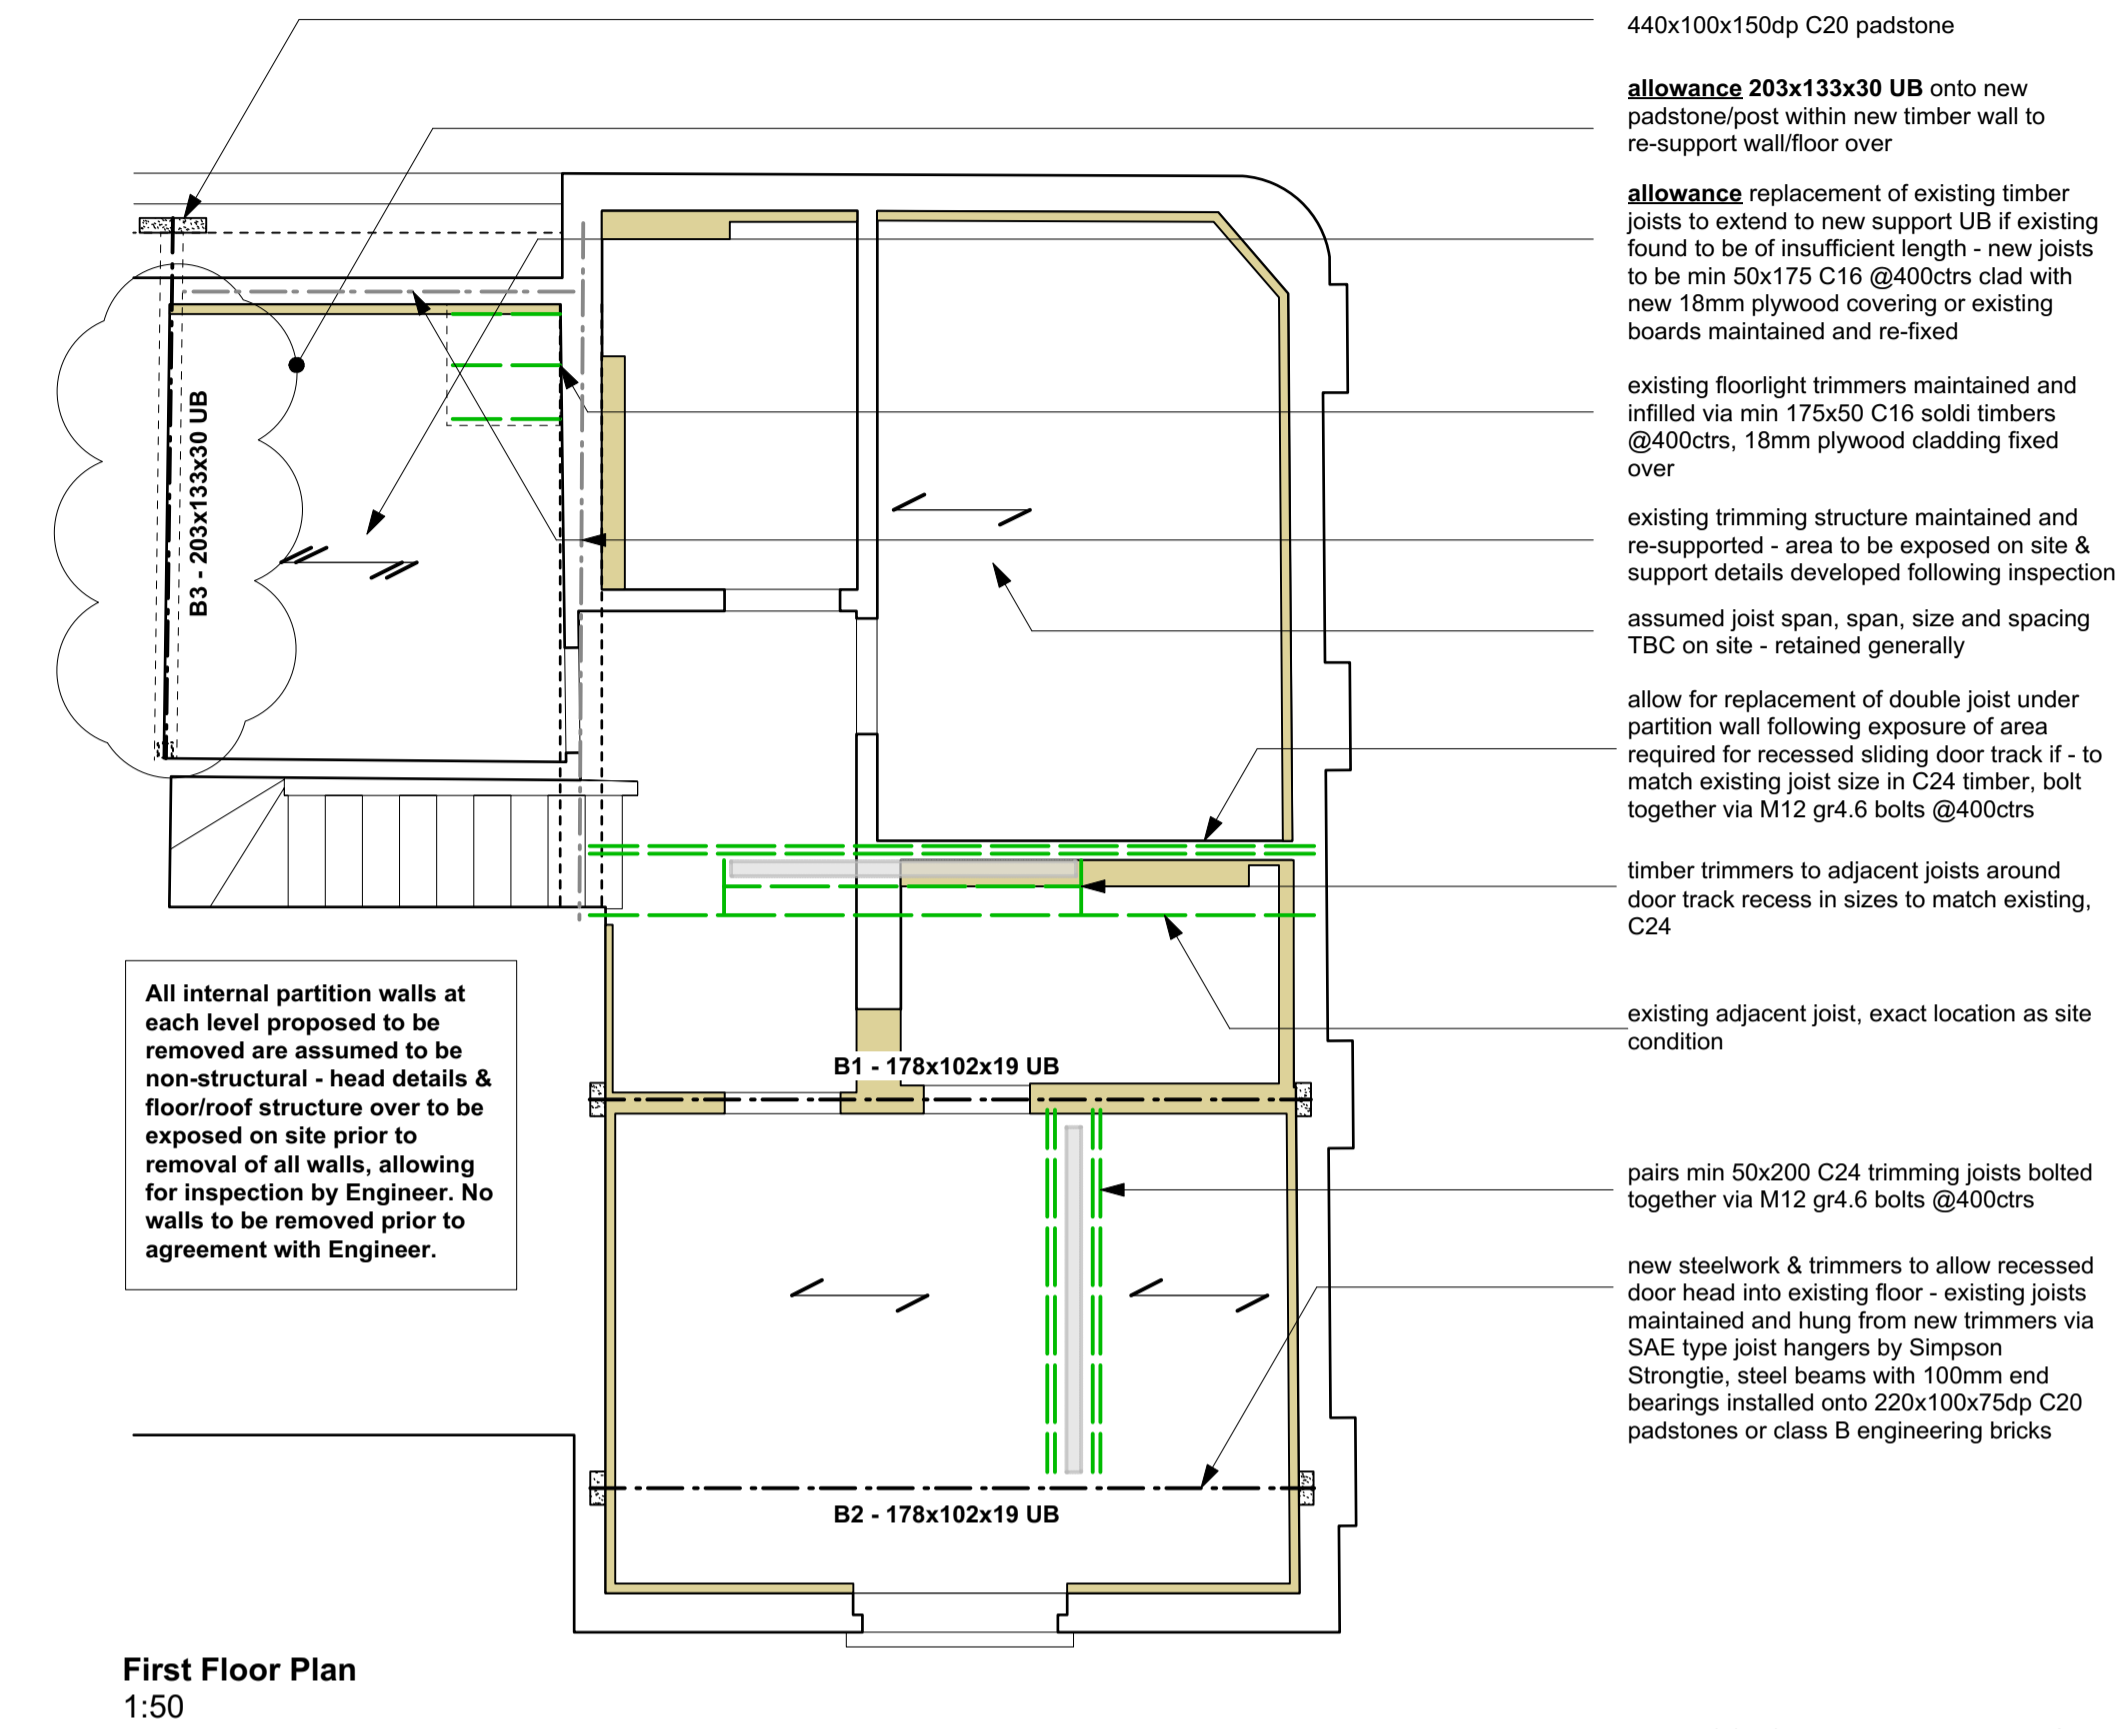 440x100x150dp C20 padstone
allowance 203x133x30 UB onto new
padstone/post within new timber wall to
re-support wall/floor over
allowance replacement of existing timber
joists to extend to new support UB if existing
found to be of insufficient length - new joists
to be min 50x175 C16 @400ctrs clad with
new 18mm plywood covering or existing
boards maintained and re-fixed
existing floorlight trimmers maintained and
infilled via min 175x50 C16 soldi timbers
@400ctrs, 18mm plywood cladding fixed
over
existing trimming structure maintained and
re-supported - area to be exposed on site &
support details developed following inspection
assumed joist span, span, size and spacing
TBC on site - retained generally
allow for replacement of double joist under
partition wall following exposure of area
required for recessed sliding door track if - to
match existing joist size in C24 timber, bolt
together via M12 gr4.6 bolts @400ctrs
timber trimmers to adjacent joists around
door track recess in sizes to match existing,
C24
existing adjacent joist, exact location as site
condition
pairs min 50x200 C24 trimming joists bolted
together via M12 gr4.6 bolts @400ctrs
new steelwork & trimmers to allow recessed
door head into existing floor - existing joists
maintained and hung from new trimmers via
SAE type joist hangers by Simpson
Strongtie, steel beams with 100mm end
bearings installed onto 220x100x75dp C20
padstones or class B engineering bricks
B3 - 203x133x30 UB
All internal partition walls at
each level proposed to be
removed are assumed to be
non-structural - head details &
floor/roof structure over to be
exposed on site prior to
removal of all walls, allowing
for inspection by Engineer. No
walls to be removed prior to
agreement with Engineer.
B1 - 178x102x19 UB
B2 - 178x102x19 UB
First Floor Plan
1:50